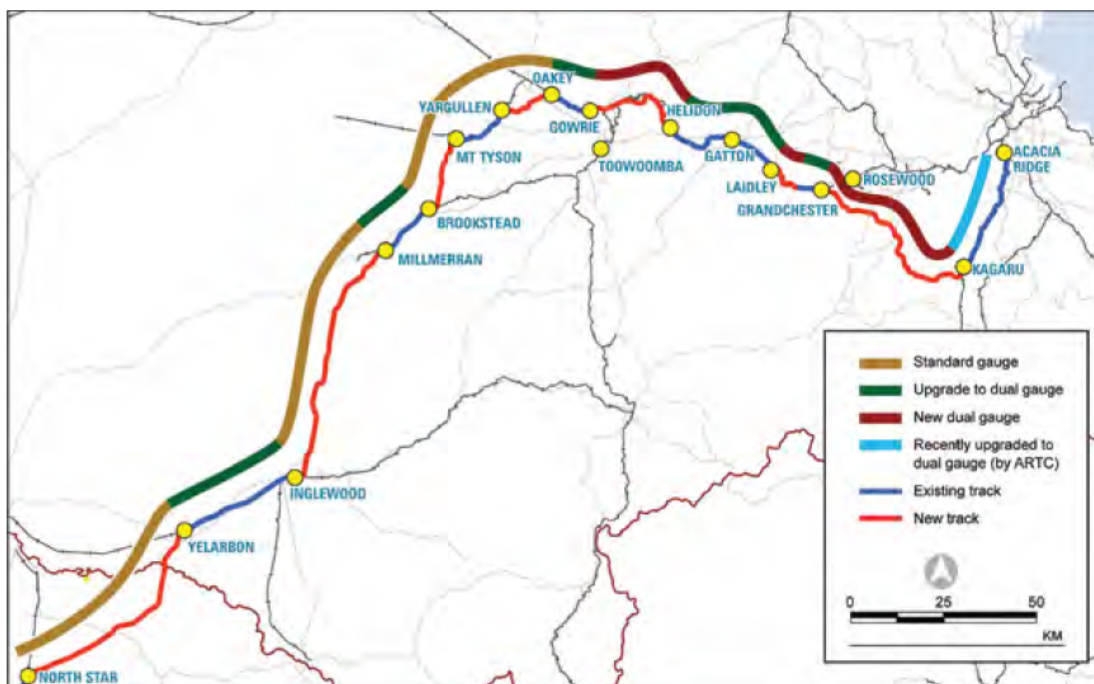 OAKEY
YARGULLEN
GOWRIE
HELIDON
MT TYSON
TOOWOOMBA
GATTON
LAIDLEY
ROSEWOOD
GRANDCHESTER
ACACIA
RIDGE
BROOKSTEAD
MILLMERRAN
KAGARU
INGLEWOOD
YELARBON
NORTH STAR
Standard gauge
Upgrade to dual gauge
New dual gauge
Recently upgraded to
dual gauge (by ARTC)
Existing track
New track
0 25 50
KM